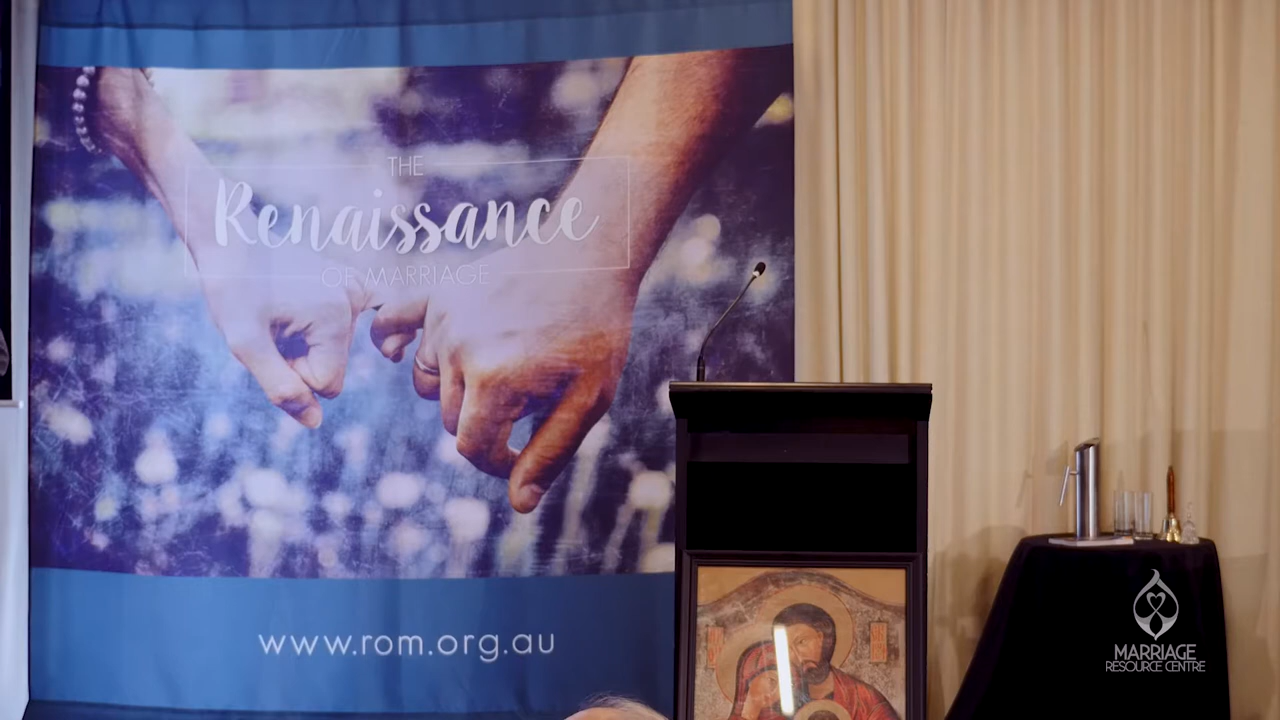 THE
Renaissance
OF MARRIAGE
www.rom.org.au
MARRIAGE
RESOURCE CENTRE